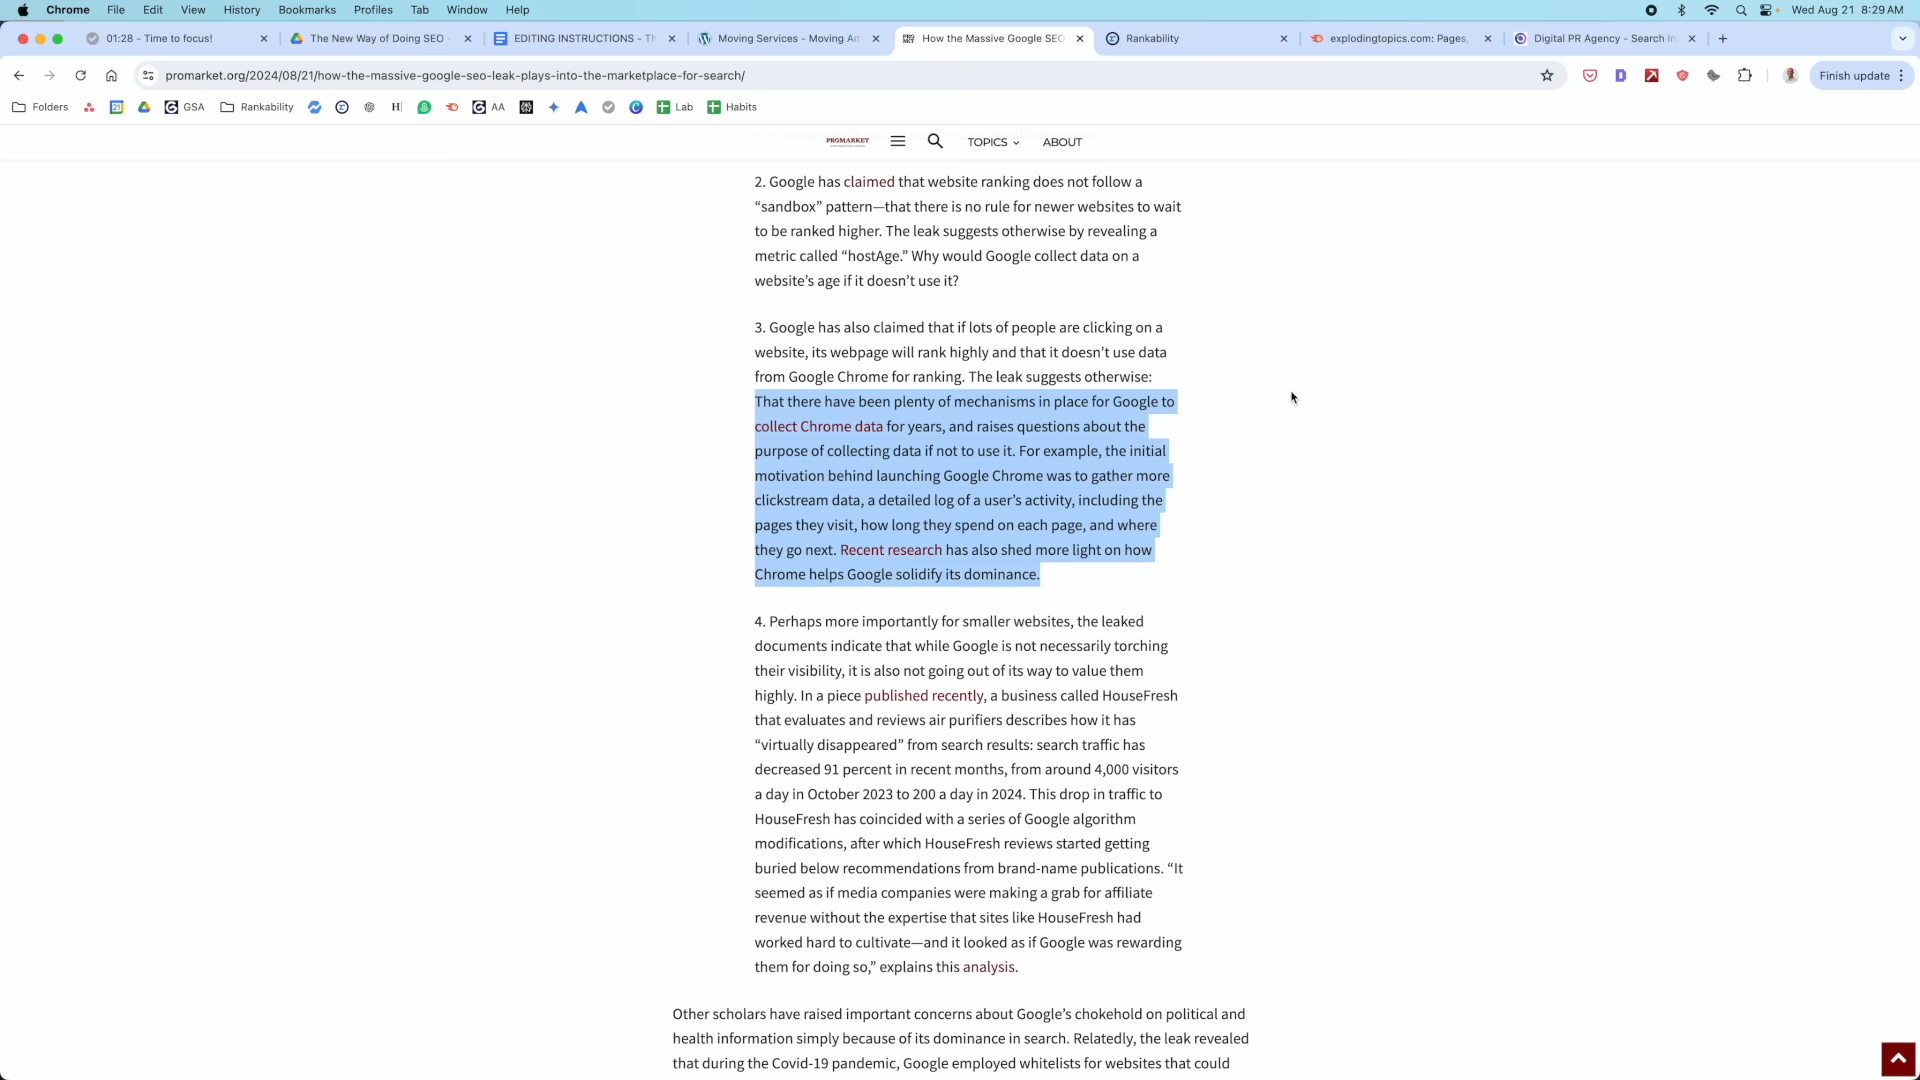 Chrome File Edit View History Bookmarks Profiles Tab Window Help Wed Aug 21 8:29 AM
01:28 - Time to focus! The New Way of Doing SEO - EDITING INSTRUCTIONS - Th Moving Services - Moving Am How the Massive Google SEO Rankability explodingtopics.com: Pages, Digital PR Agency - Search In
promarket.org/2024/08/21/how-the-massive-google-seo-leak-plays-into-the-marketplace-for-search/ Finish update
Folders GSA Rankability AA Lab Habits
PROMARKET TOPICS ABOUT
2. Google has claimed that website ranking does not follow a
“sandbox” pattern—that there is no rule for newer websites to wait
to be ranked higher. The leak suggests otherwise by revealing a
metric called “hostAge.” Why would Google collect data on a
website’s age if it doesn’t use it?
3. Google has also claimed that if lots of people are clicking on a
website, its webpage will rank highly and that it doesn’t use data
from Google Chrome for ranking. The leak suggests otherwise:
That there have been plenty of mechanisms in place for Google to
collect Chrome data for years, and raises questions about the
purpose of collecting data if not to use it. For example, the initial
motivation behind launching Google Chrome was to gather more
clickstream data, a detailed log of a user’s activity, including the
pages they visit, how long they spend on each page, and where
they go next. Recent research has also shed more light on how
Chrome helps Google solidify its dominance.
4. Perhaps more importantly for smaller websites, the leaked
documents indicate that while Google is not necessarily torching
their visibility, it is also not going out of its way to value them
highly. In a piece published recently, a business called HouseFresh
that evaluates and reviews air purifiers describes how it has
“virtually disappeared” from search results: search traffic has
decreased 91 percent in recent months, from around 4,000 visitors
a day in October 2023 to 200 a day in 2024. This drop in traffic to
HouseFresh has coincided with a series of Google algorithm
modifications, after which HouseFresh reviews started getting
buried below recommendations from brand-name publications. “It
seemed as if media companies were making a grab for affiliate
revenue without the expertise that sites like HouseFresh had
worked hard to cultivate—and it looked as if Google was rewarding
them for doing so,” explains this analysis.
Other scholars have raised important concerns about Google’s chokehold on political and
health information simply because of its dominance in search. Relatedly, the leak revealed
that during the Covid-19 pandemic, Google employed whitelists for websites that could